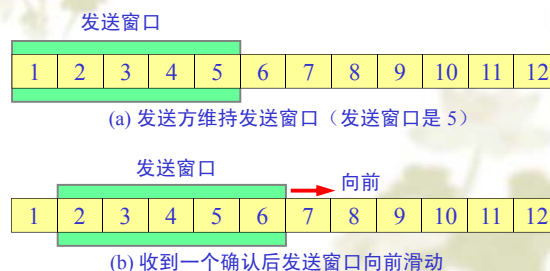 发送窗口
1 2 3 4 5 6 7 8 9 10 11 12
(a) 发送方维持发送窗口（发送窗口是 5）
发送窗口
向前
1 2 3 4 5 6 7 8 9 10 11 12
(b) 收到一个确认后发送窗口向前滑动